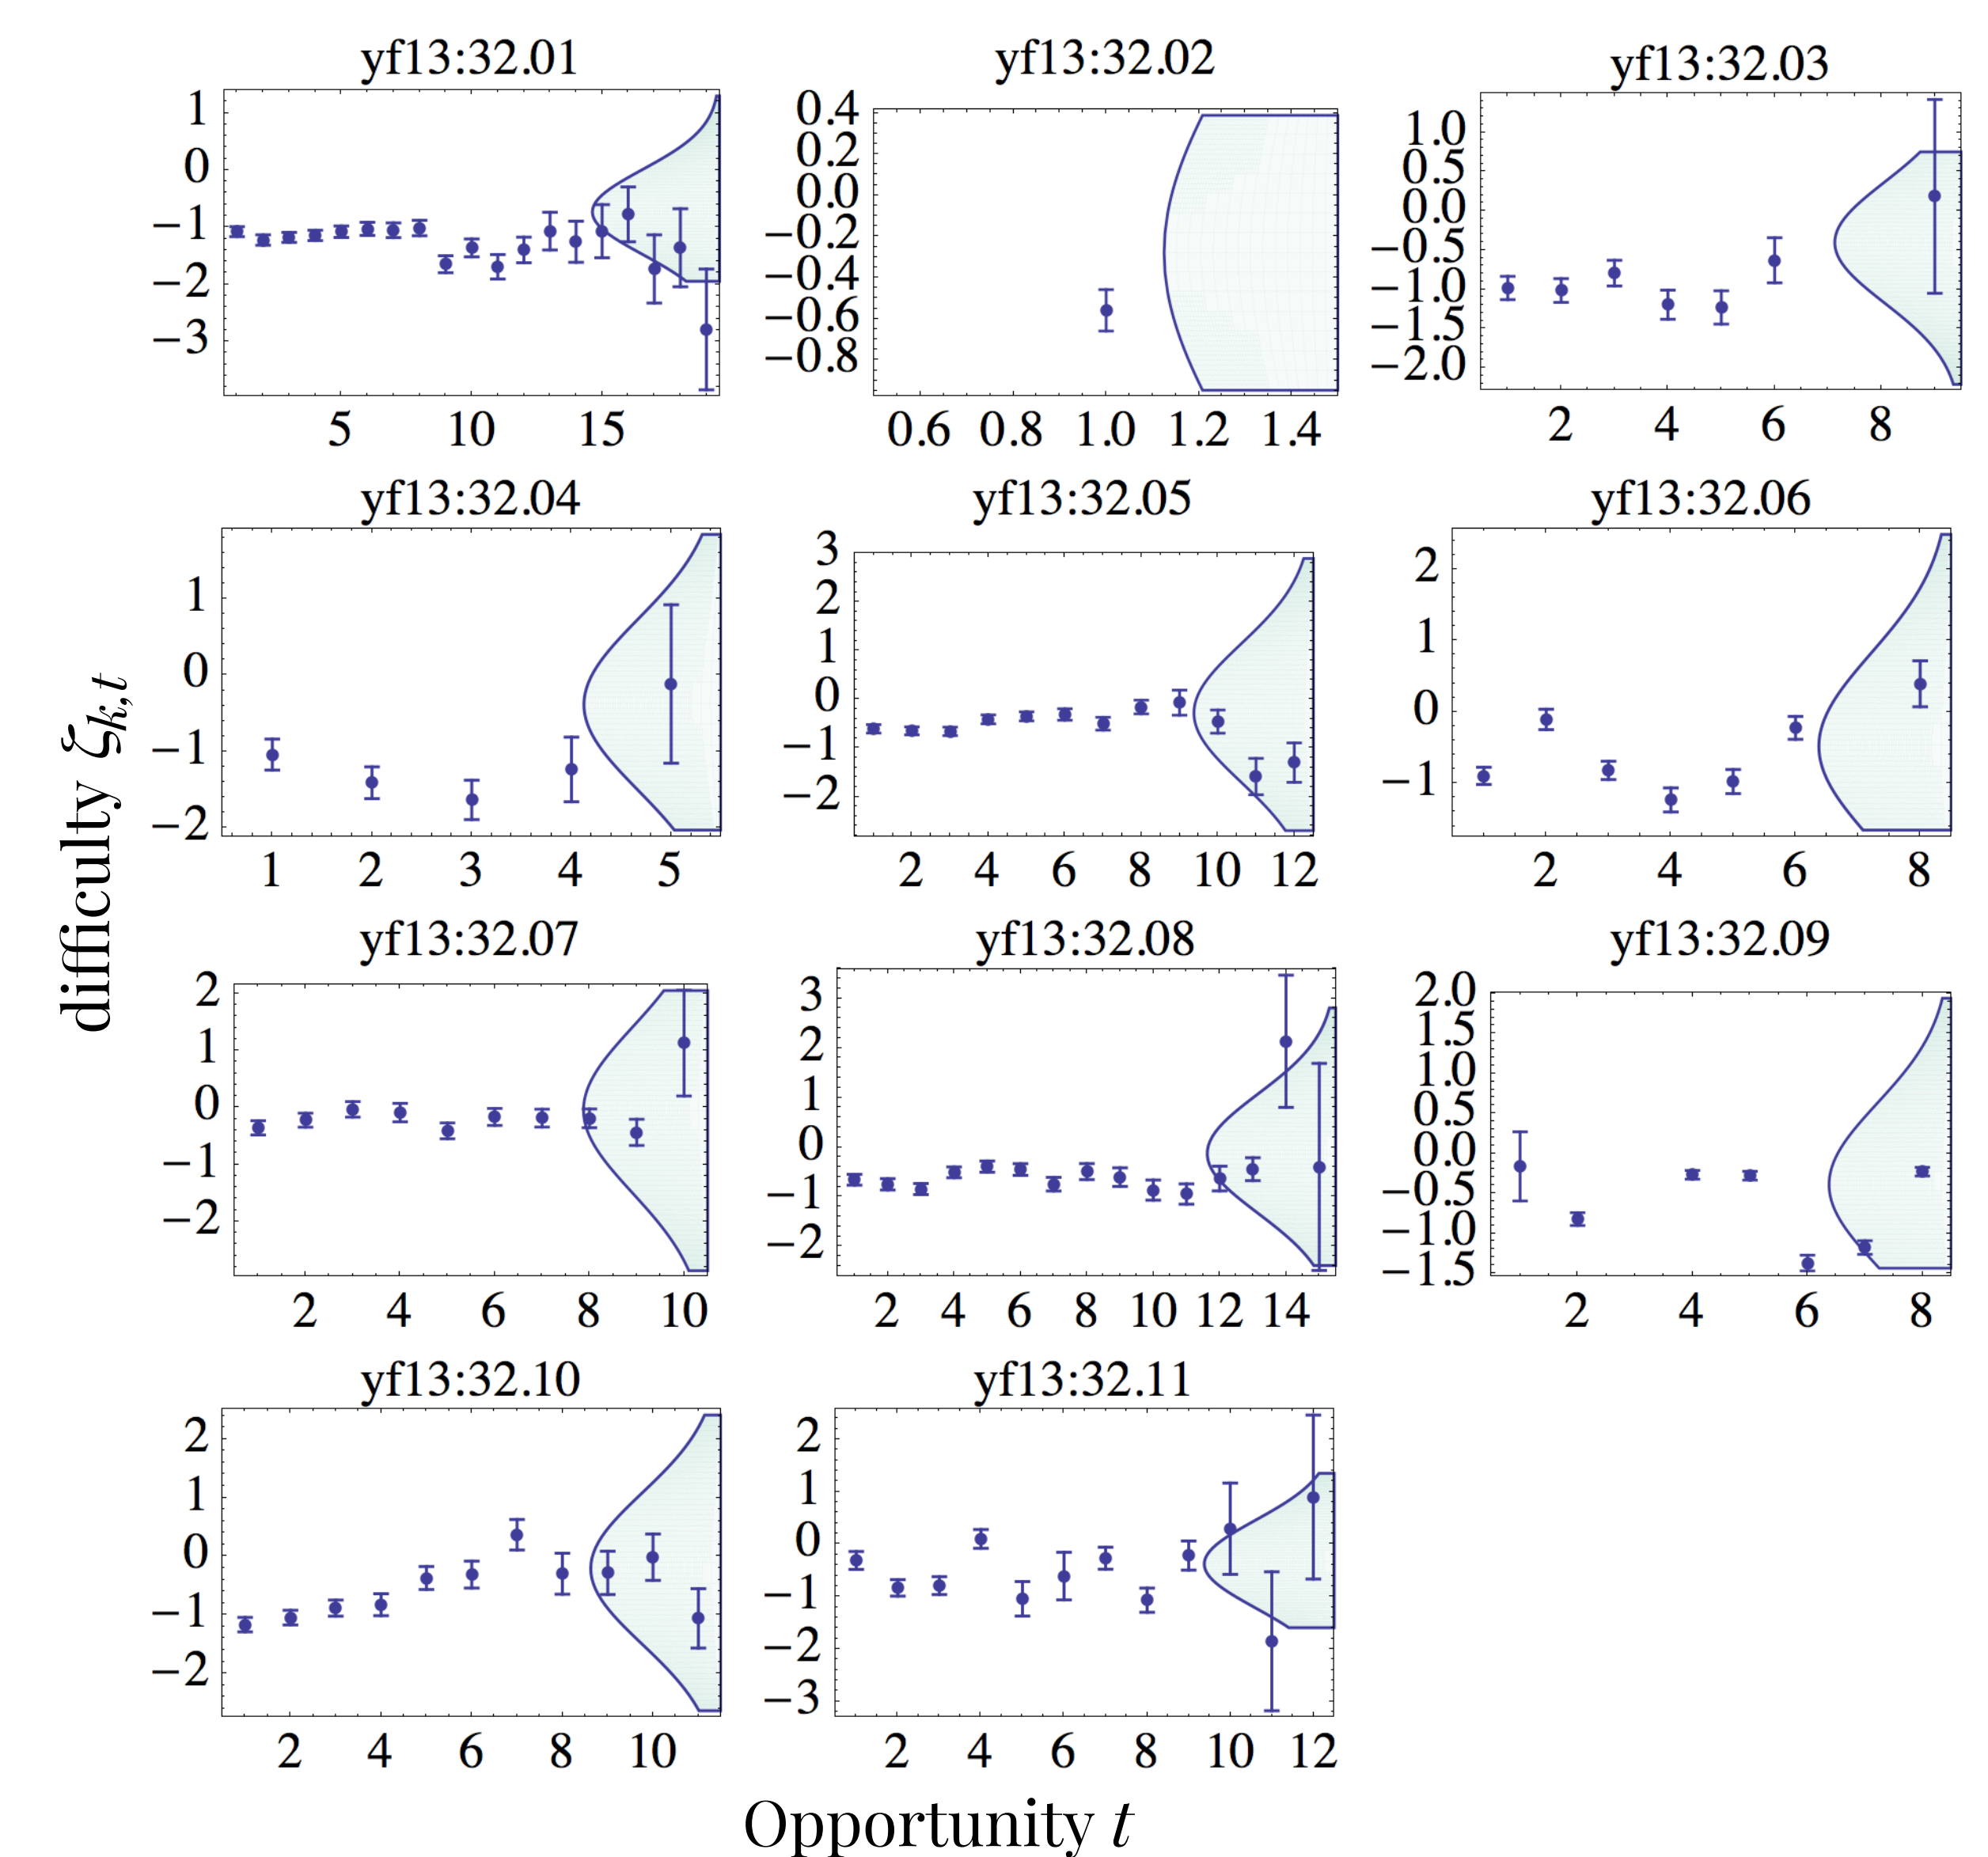 yf13:32.01 yf13:32.02 yf13:32.03
1 0 −1 −2 −3
5 10 15
0.4 0.2 0.0 −0.2 −0.4 −0.6 −0.8
0.6 0.8 1.0 1.2 1.4
1.0 0.5 0.0 −0.5 −1.0 −1.5 −2.0
2 4 6 8
yf13:32.04 yf13:32.05 yf13:32.06
1 0 −1 −2
1 2 3 4 5
3 2 1 0 −1 −2
2 4 6 8 10 12
2 1 0 −1
2 4 6 8
difficulty ζk,t
yf13:32.07 yf13:32.08 yf13:32.09
2 1 0 −1 −2
2 4 6 8 10
3 2 1 0 −1 −2
2 4 6 8 10 12 14
2.0 1.5 1.0 0.5 0.0 −0.5 −1.0 −1.5
2 4 6 8
yf13:32.10 yf13:32.11
2 1 0 −1 −2
2 4 6 8 10
2 1 0 −1 −2 −3
2 4 6 8 10 12
Opportunity t